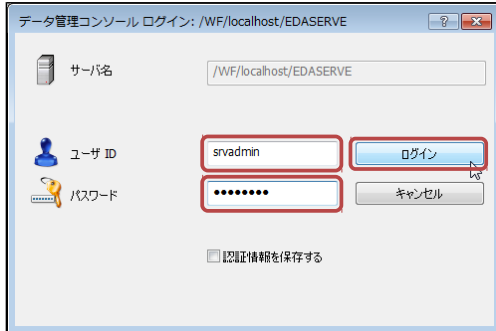 データ管理コンソール ログイン: /WF/localhost/EDASERVE
サーバ名
/WF/localhost/EDASERVE
ユーザ ID
srvadmin
ログイン
パスワード
●●●●●●●●
キャンセル
認証情報を保存する